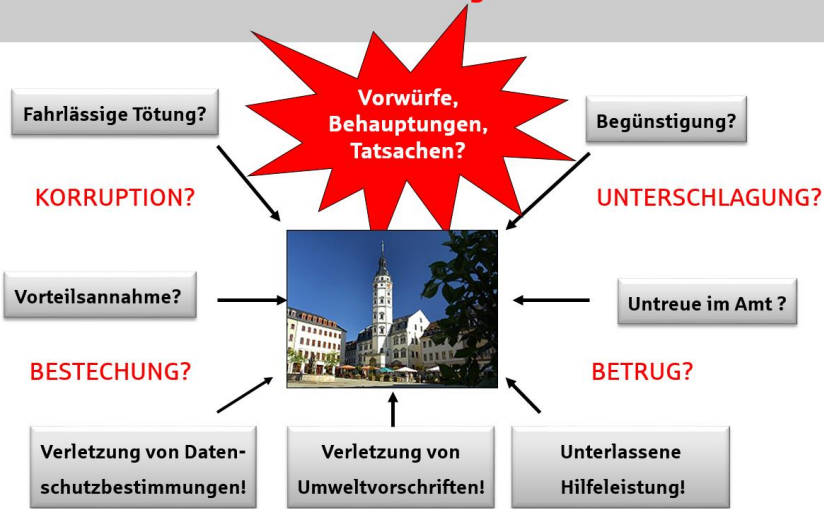 Vorwürfe,
Behauptungen,
Tatsachen?
Fahrlässige Tötung?
Begünstigung?
KORRUPTION?
UNTERSCHLAGUNG?
Vorteilsannahme?
Untreue im Amt ?
BESTECHUNG?
BETRUG?
Verletzung von Daten-
schutzbestimmungen!
Verletzung von
Umweltvorschriften!
Unterlassene
Hilfeleistung!